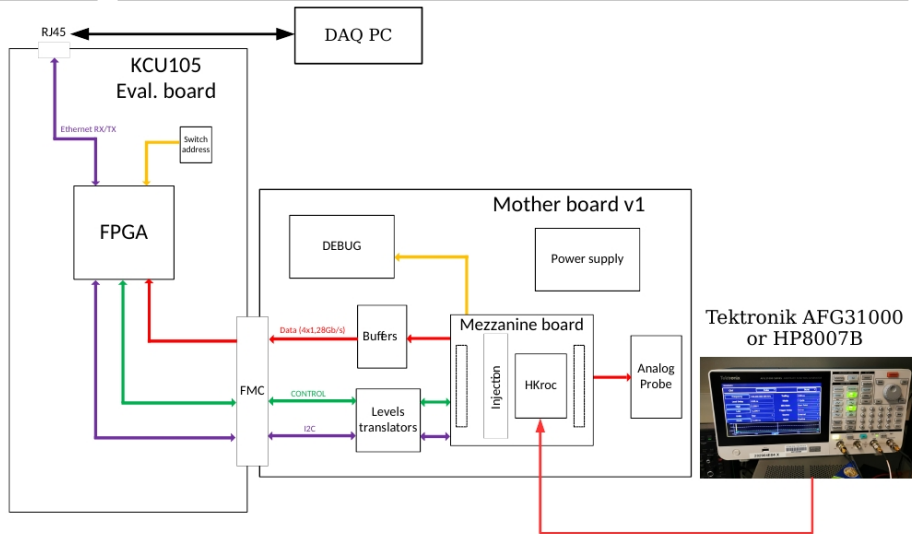 RJ45
DAQ PC
KCU105
Eval. board
Ethernet RX/TX
Switch
address
FPGA
Mother board v1
DEBUG
Power supply
Data (4x1,28Gb/s)
Buffers
Mezzanine board
Injection
HKroc
Analog
Probe
FMC
CONTROL
Levels
translators
I2C
Tektronik AFG31000
or HP8007B
Tektronix